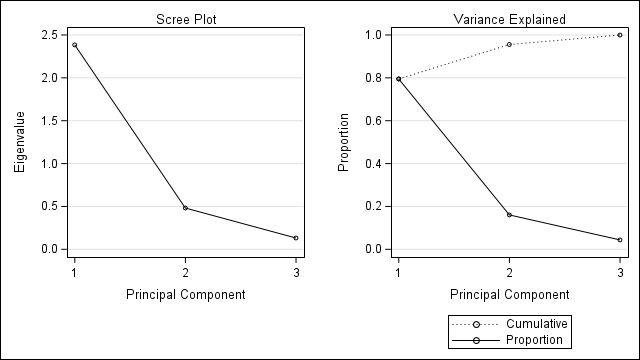 Scree Plot
2.5
2.0
1.5
1.0
0.5
0.0
Eigenvalue
1 2 3
Principal Component
Variance Explained
1.0
0.8
0.6
0.4
0.2
0.0
Proportion
1 2 3
Principal Component
Cumulative
Proportion